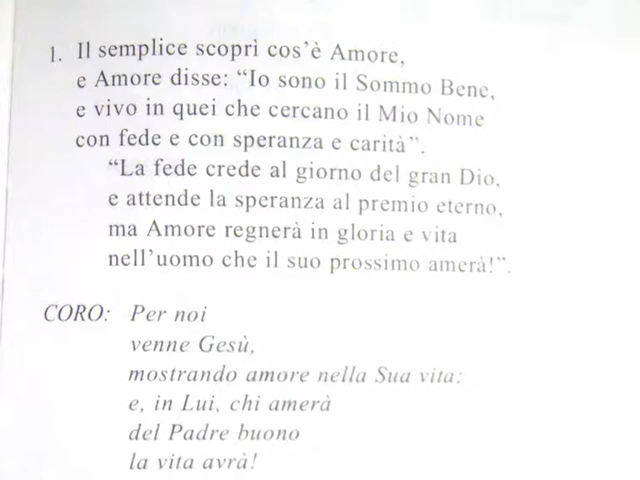 1. Il semplice scoprì cos'è Amore,
e Amore disse: "Io sono il Sommo Bene,
e vivo in quei che cercano il Mio Nome
con fede e con speranza e carità".
"La fede crede al giorno del gran Dio,
e attende la speranza al premio eterno,
ma Amore regnerà in gloria e vita
nell'uomo che il suo prossimo amerà!".
CORO: Per noi
venne Gesù,
mostrando amore nella Sua vita;
e, in Lui, chi amerà
del Padre buono
la vita avrà!